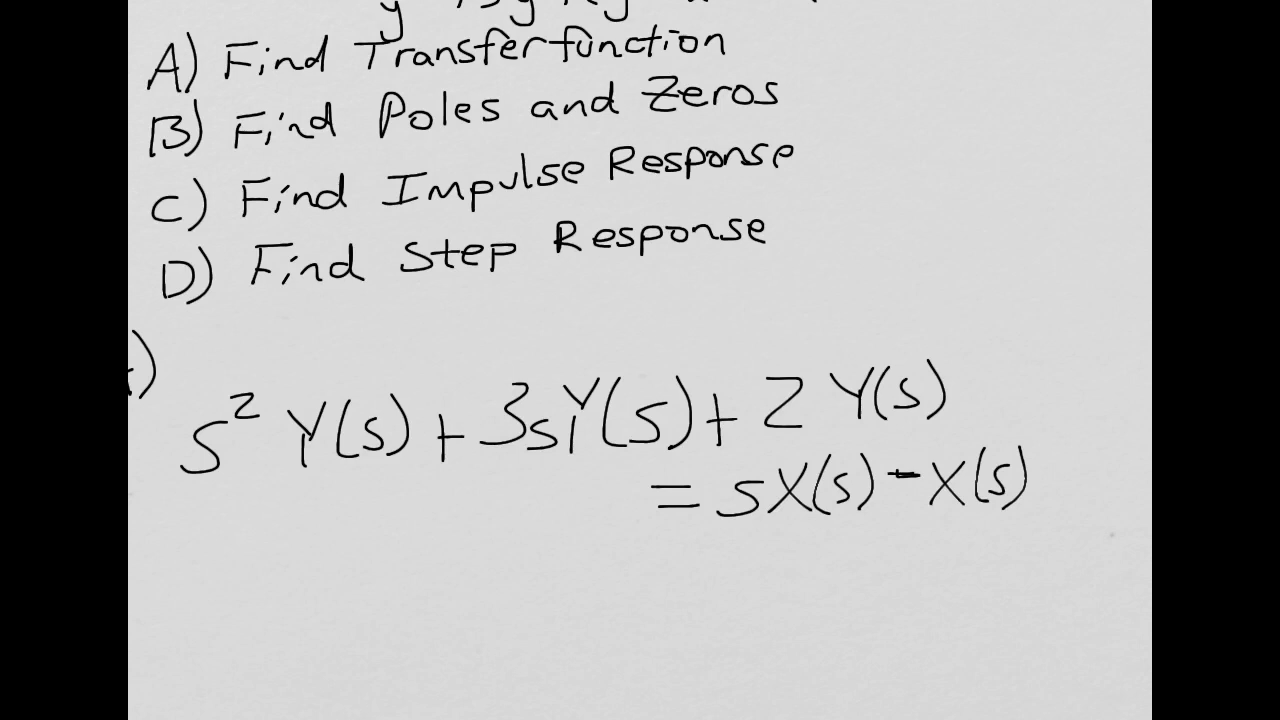 A) Find Transferfunction
B) Find Poles and Zeros
C) Find Impulse Response
D) Find Step Response
s² Y(s) + 3sY(s) + 2 Y(s)
= sX(s) - X(s)